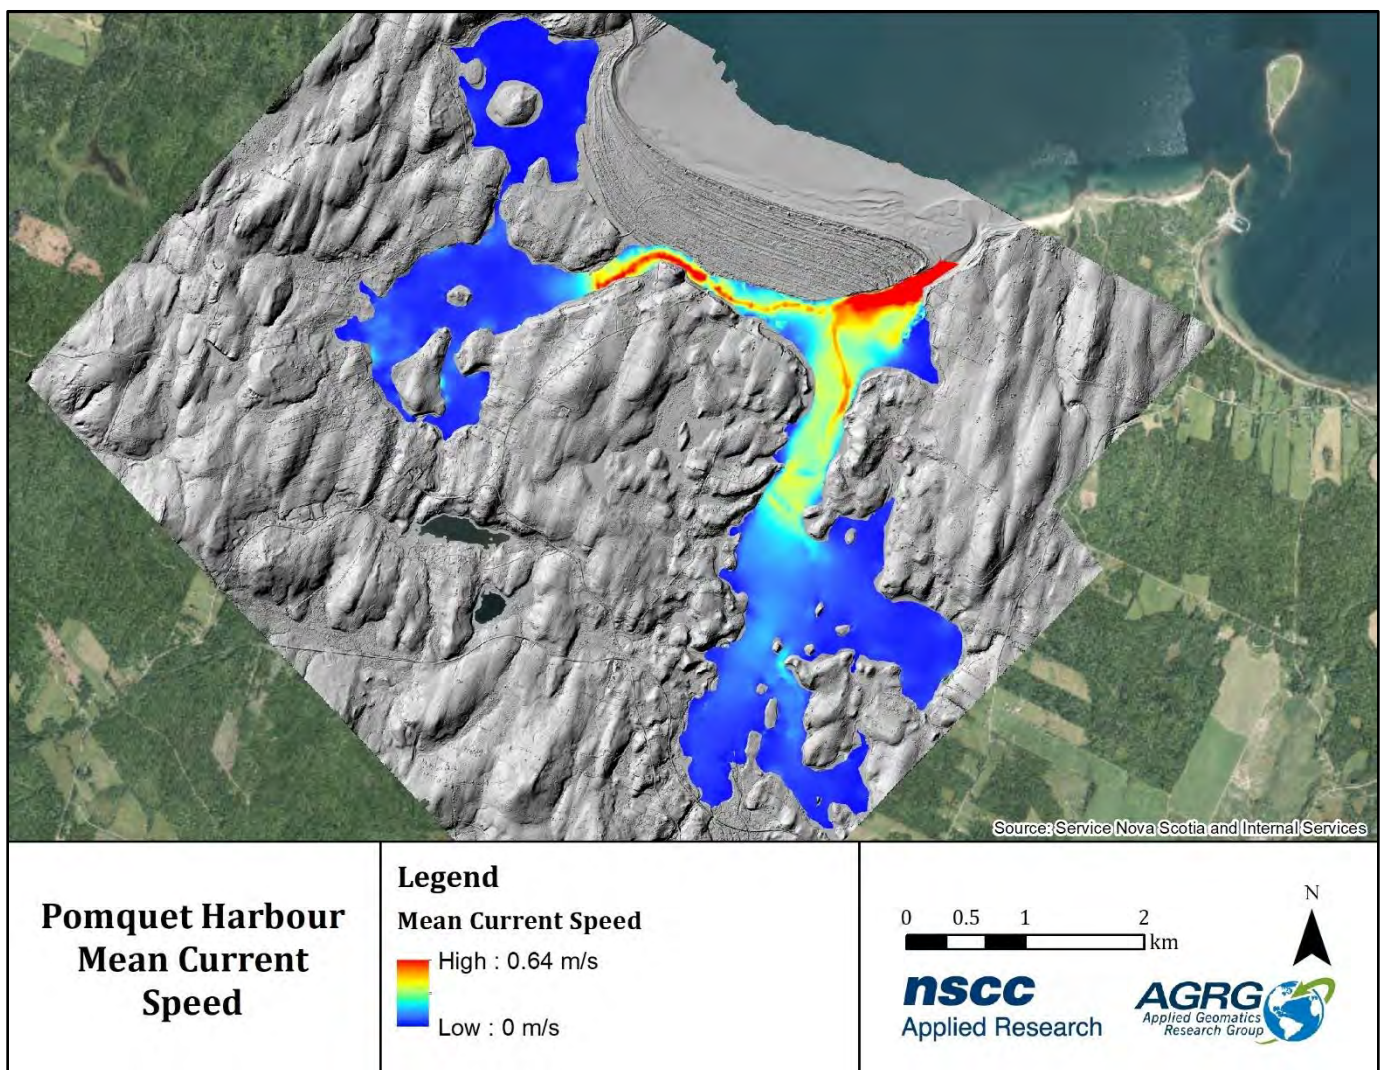 Source: Service Nova Scotia and Internal Services
Pomquet Harbour
Mean Current
Speed
Legend
Mean Current Speed
High : 0.64 m/s
Low : 0 m/s
N
0 0.5 1 2
km
nscc
Applied Research
AGRG
Applied Geomatics
Research Group